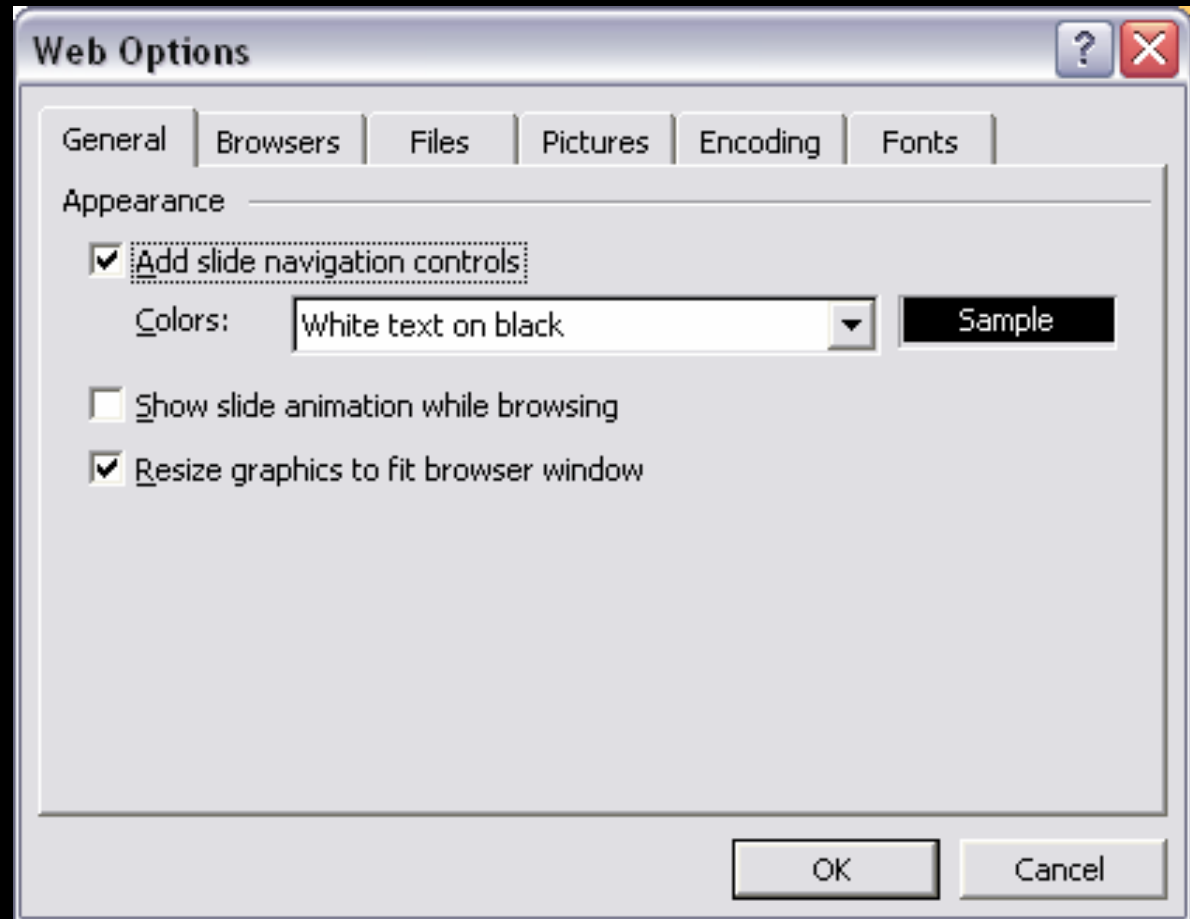 Web Options
General Browsers Files Pictures Encoding Fonts
Appearance
Add slide navigation controls
Colors: White text on black Sample
Show slide animation while browsing
Resize graphics to fit browser window
OK Cancel